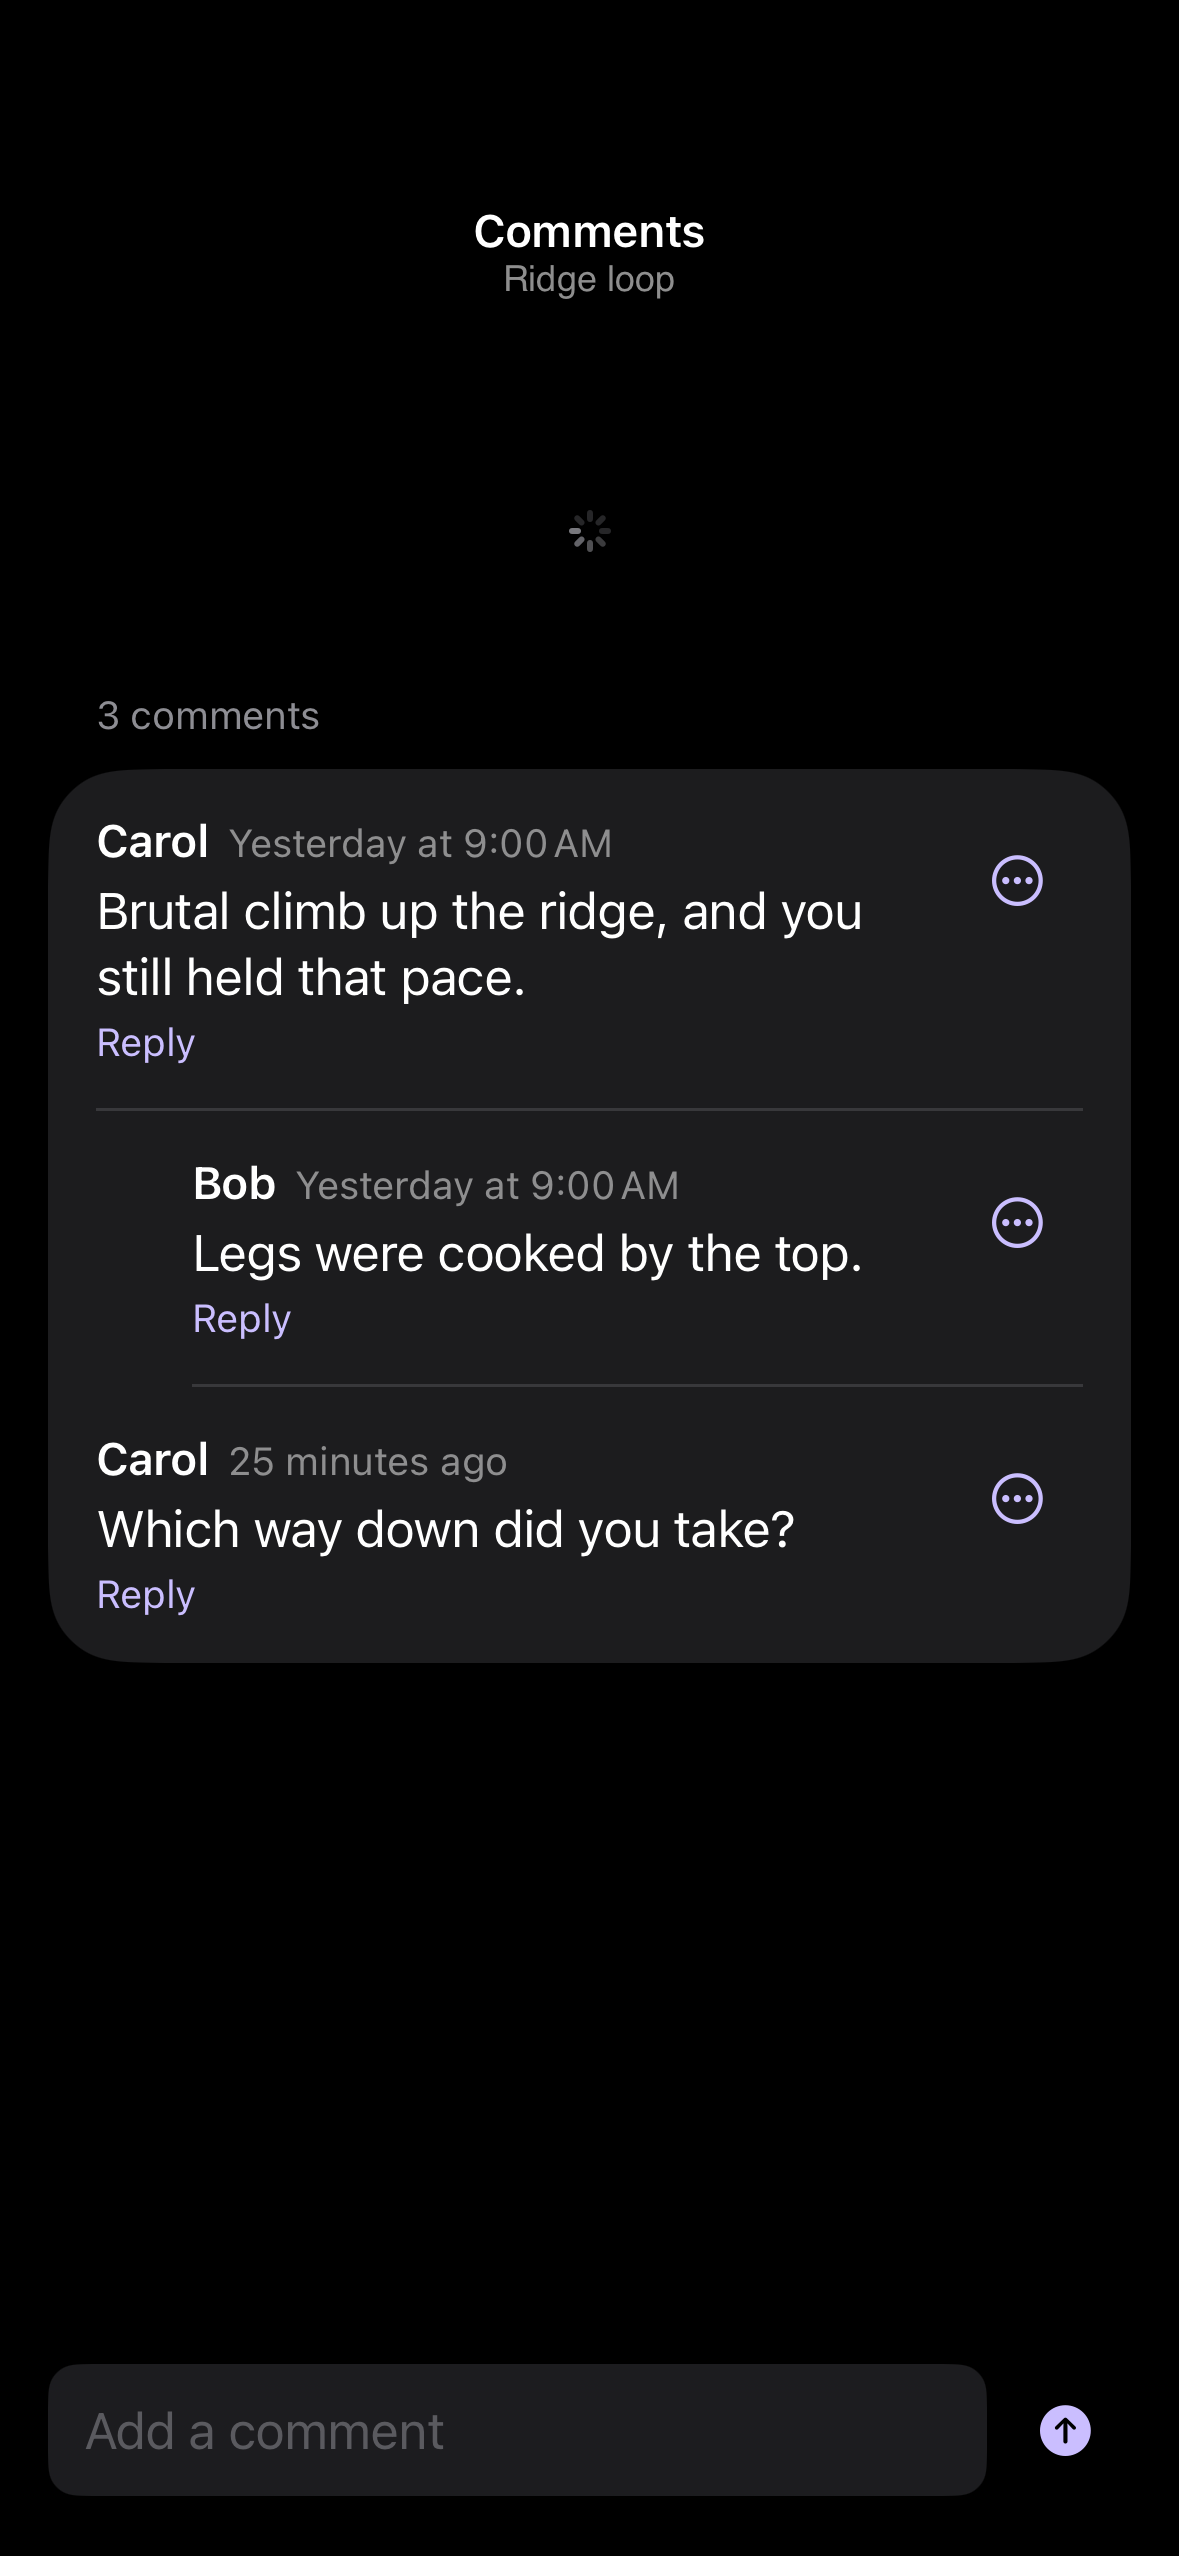 Comments
Ridge loop
3 comments
Carol Yesterday at 9:00 AM
Brutal climb up the ridge, and you
still held that pace.
Reply
Bob Yesterday at 9:00 AM
Legs were cooked by the top.
Reply
Carol 25 minutes ago
Which way down did you take?
Reply
Add a comment